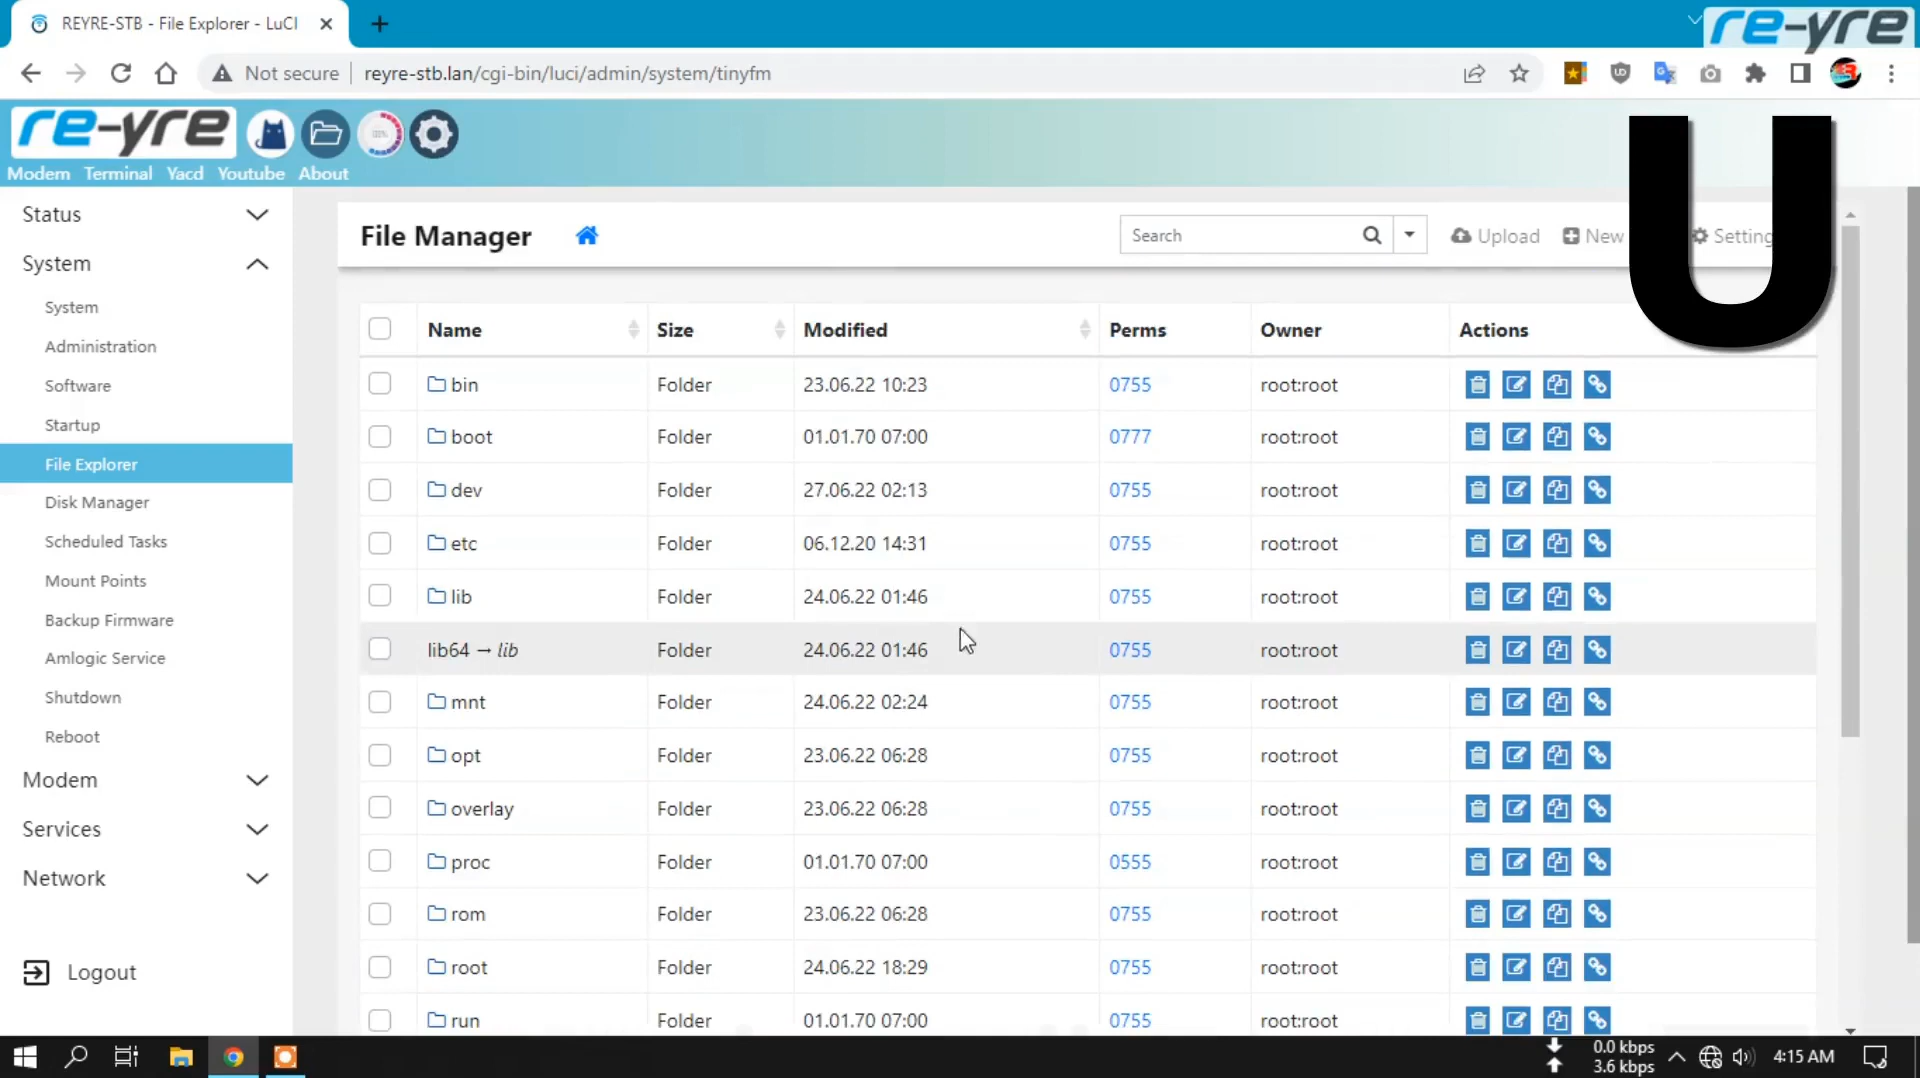 REYRE-STB - File Explorer - LuCI
re-yre
Not secure
reyre-stb.lan/cgi-bin/luci/admin/system/tinyfm
re-yre
Modem Terminal Yacd Youtube About
U
Status
System
System
Administration
Software
Startup
File Explorer
Disk Manager
Scheduled Tasks
Mount Points
Backup Firmware
Amlogic Service
Shutdown
Reboot
Modem
Services
Network
Logout
File Manager
Search
Upload New Setting
Name Size Modified Perms Owner Actions
bin Folder 23.06.22 10:23 0755 root:root
boot Folder 01.01.70 07:00 0777 root:root
dev Folder 27.06.22 02:13 0755 root:root
etc Folder 06.12.20 14:31 0755 root:root
lib Folder 24.06.22 01:46 0755 root:root
lib64 → lib Folder 24.06.22 01:46 0755 root:root
mnt Folder 24.06.22 02:24 0755 root:root
opt Folder 23.06.22 06:28 0755 root:root
overlay Folder 23.06.22 06:28 0755 root:root
proc Folder 01.01.70 07:00 0555 root:root
rom Folder 23.06.22 06:28 0755 root:root
root Folder 24.06.22 18:29 0755 root:root
run Folder 01.01.70 07:00 0755 root:root
0.0 kbps
3.6 kbps
4:15 AM